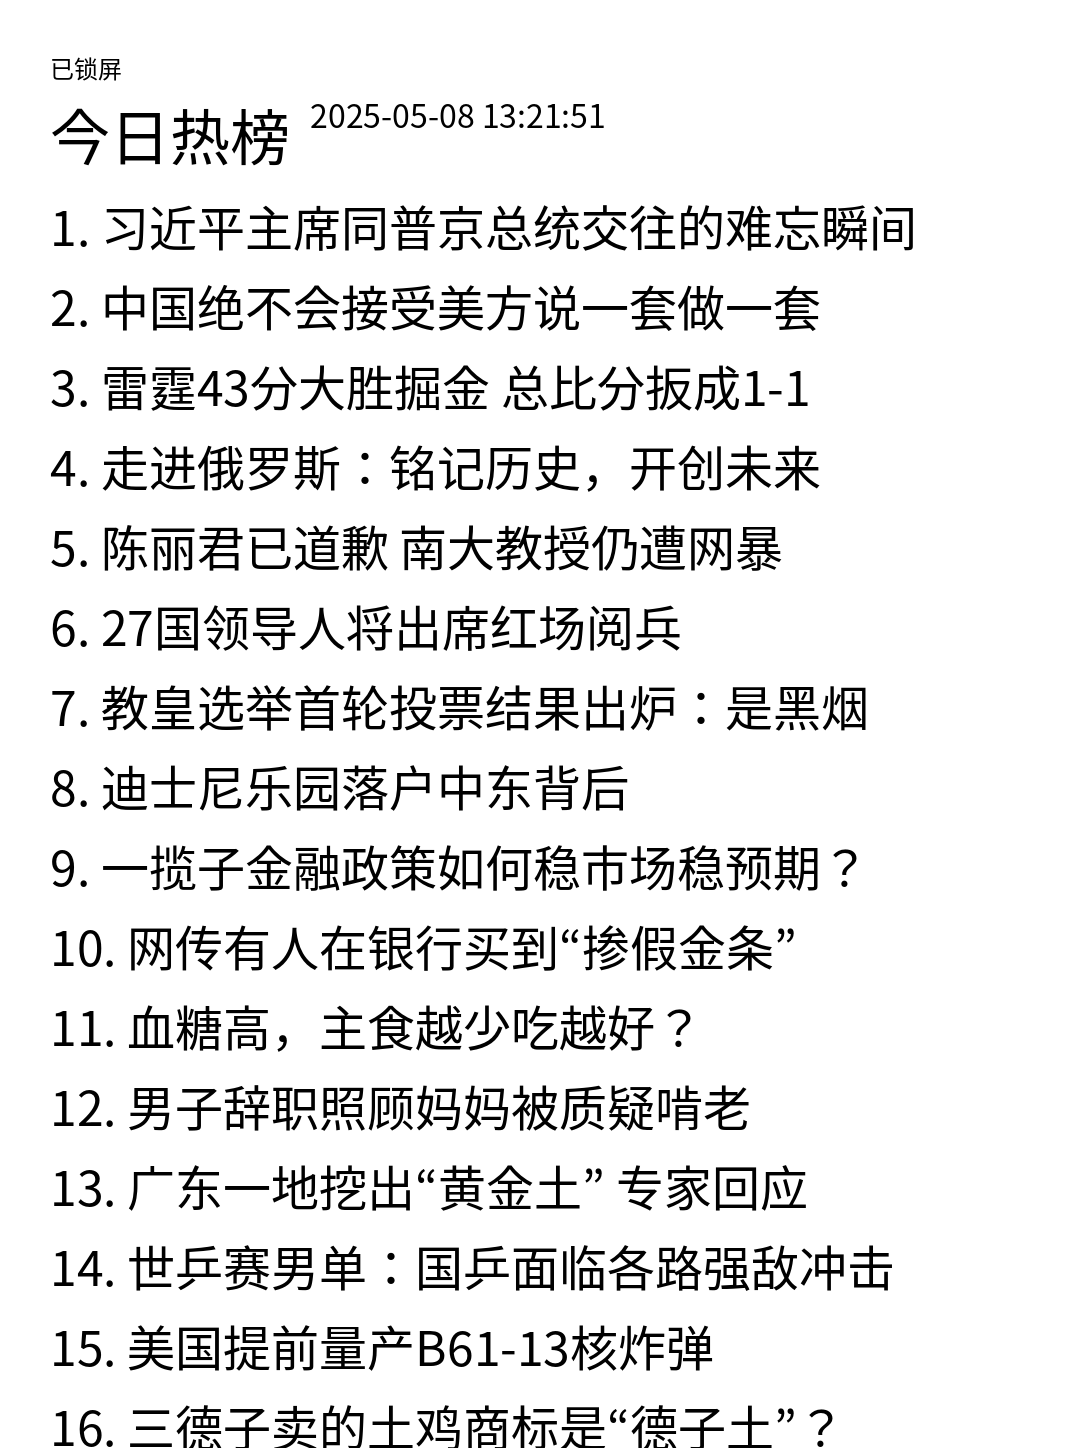 已锁屏
今日热榜 2025-05-08 13:21:51
1. 习近平主席同普京总统交往的难忘瞬间
2. 中国绝不会接受美方说一套做一套
3. 雷霆43分大胜掘金 总比分扳成1-1
4. 走进俄罗斯：铭记历史，开创未来
5. 陈丽君已道歉 南大教授仍遭网暴
6. 27国领导人将出席红场阅兵
7. 教皇选举首轮投票结果出炉：是黑烟
8. 迪士尼乐园落户中东背后
9. 一揽子金融政策如何稳市场稳预期？
10. 网传有人在银行买到“掺假金条”
11. 血糖高，主食越少吃越好？
12. 男子辞职照顾妈妈被质疑啃老
13. 广东一地挖出“黄金土” 专家回应
14. 世乒赛男单：国乒面临各路强敌冲击
15. 美国提前量产B61-13核炸弹
16. 三德子卖的土鸡商标是“德子土”？